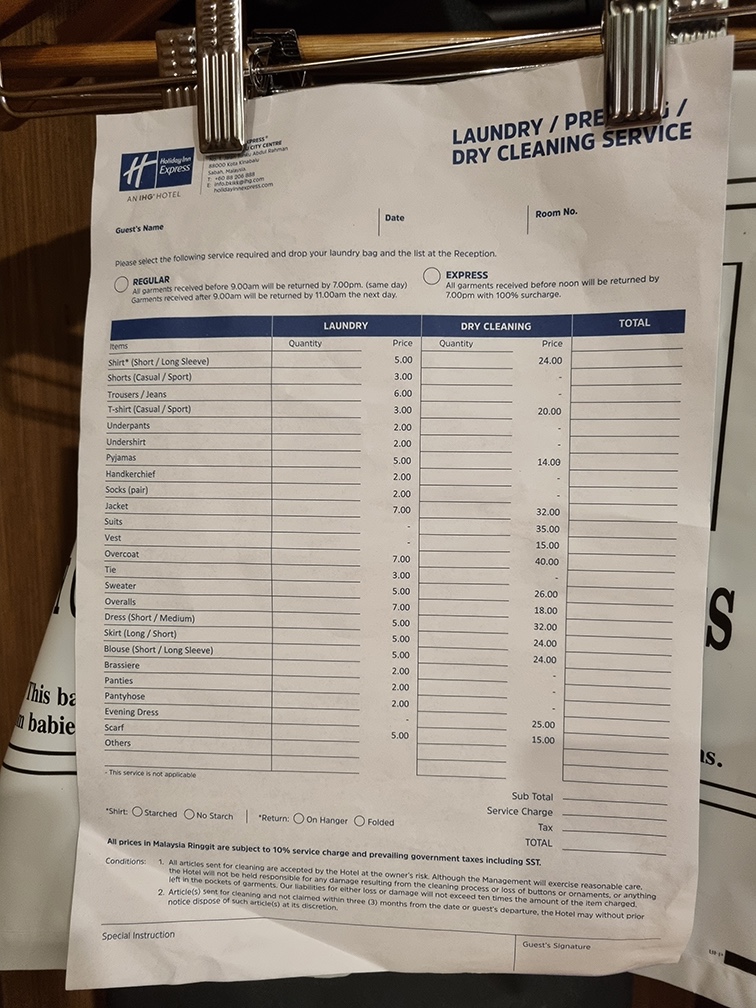 Holiday Inn
Express
AN IHG® HOTEL
CITY CENTRE
Abdul Rahman
88000 Kota Kinabalu
Sabah, Malaysia
holidayinnexpress.com
LAUNDRY / /
DRY CLEANING SERVICE
Guest's Name Date Room No.
Please select the following service required and drop your laundry bag and the list at the Reception.
REGULAR
All garments received before 9.00am will be returned by 7.00pm. (same day)
Garments received after 9.00am will be returned by 11.00am the next day.
EXPRESS
All garments received before noon will be returned by
7.00pm with 100% surcharge.
LAUNDRY DRY CLEANING TOTAL
Items Quantity Price Quantity Price
Shirt* (Short / Long Sleeve) 5.00 24.00
Shorts (Casual / Sport) 3.00 -
Trousers / Jeans 6.00 -
T-shirt (Casual / Sport) 3.00 20.00
Underpants 2.00 -
Undershirt 2.00 -
Pyjamas 5.00 14.00
Handkerchief 2.00 -
Socks (pair) 2.00 -
Jacket 7.00 32.00
Suits - 35.00
Vest - 15.00
Overcoat 7.00 40.00
Tie 3.00 -
Sweater 5.00 26.00
Overalls 7.00 18.00
Dress (Short / Medium) 5.00 32.00
Skirt (Long / Short) 5.00 24.00
Blouse (Short / Long Sleeve) 5.00 24.00
Brassiere 2.00 -
Panties 2.00 -
Pantyhose 2.00 -
Evening Dress - 25.00
Scarf 5.00 15.00
Others
- This service is not applicable
Sub Total
Service Charge
Tax
TOTAL
*Shirt: Starched No Starch | *Return: On Hanger Folded
All prices in Malaysia Ringgit are subject to 10% service charge and prevailing government taxes including SST.
Conditions: 1. All articles sent for cleaning are accepted by the Hotel at the owner's risk. Although the Management will exercise reasonable care,
the Hotel will not be held responsible for any damage resulting from the cleaning process or loss of buttons or ornaments, or anything
left in the pockets of garments. Our liabilities for either loss or damage will not exceed ten times the amount of the item charged.
2. Article(s) sent for cleaning and not claimed within three (3) months from the date or guest's departure, the Hotel may without prior
notice dispose of such article(s) at its discretion.
Special Instruction Guest's Signature
This ba
babie
S
s.